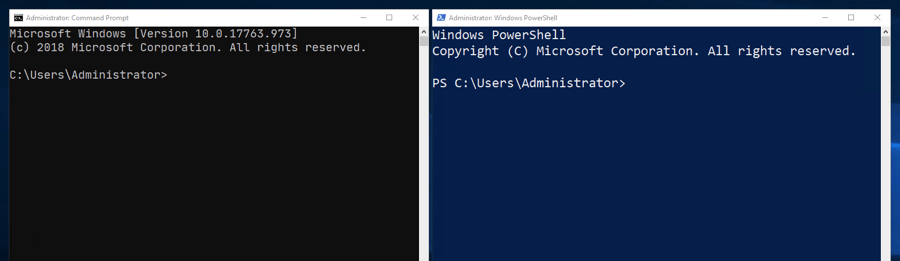 Administrator: Command Prompt
Microsoft Windows [Version 10.0.17763.973]
(c) 2018 Microsoft Corporation. All rights reserved.
C:\Users\Administrator>
Administrator: Windows PowerShell
Windows PowerShell
Copyright (C) Microsoft Corporation. All rights reserved.
PS C:\Users\Administrator>